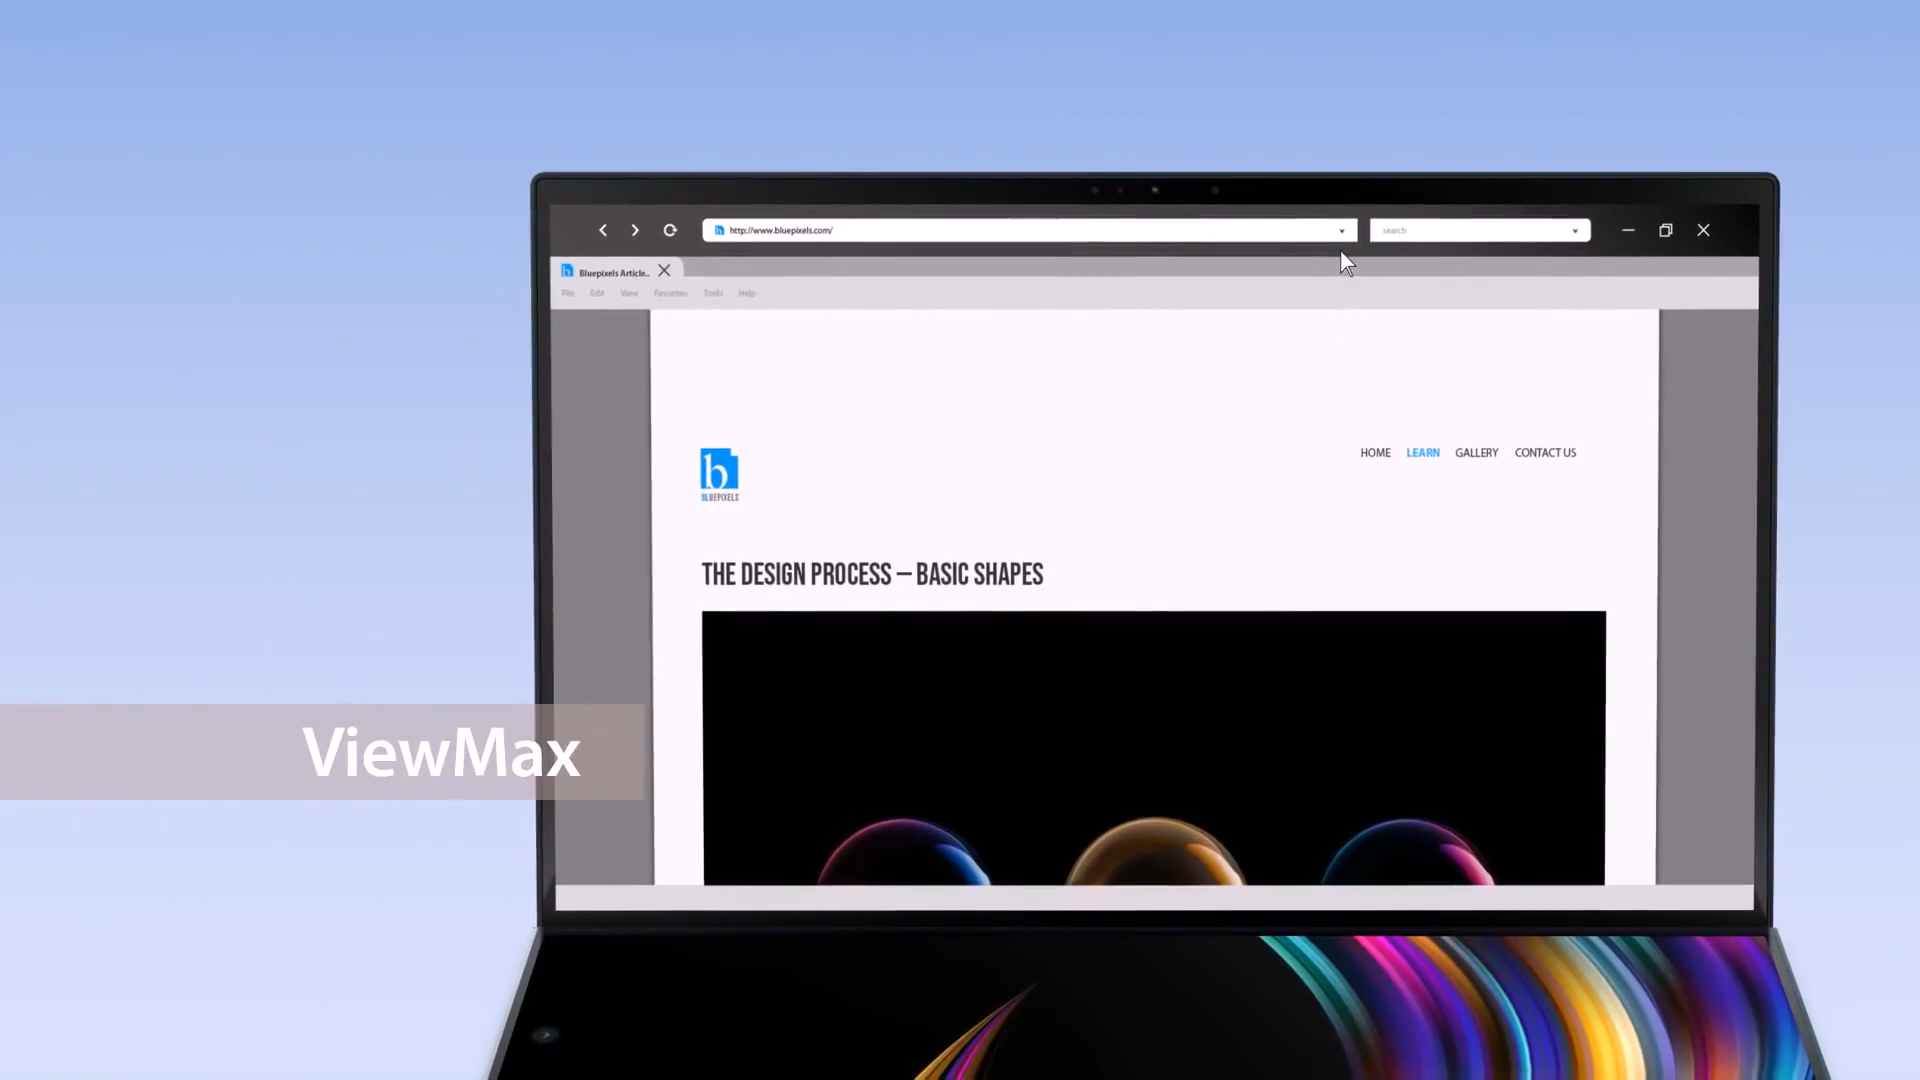 http://www.bluepixels.com/
search
Bluepixels Article..
File Edit View Favorites Tools Help
b
BLUEPIXELS
HOME LEARN GALLERY CONTACT US
THE DESIGN PROCESS – BASIC SHAPES
ViewMax